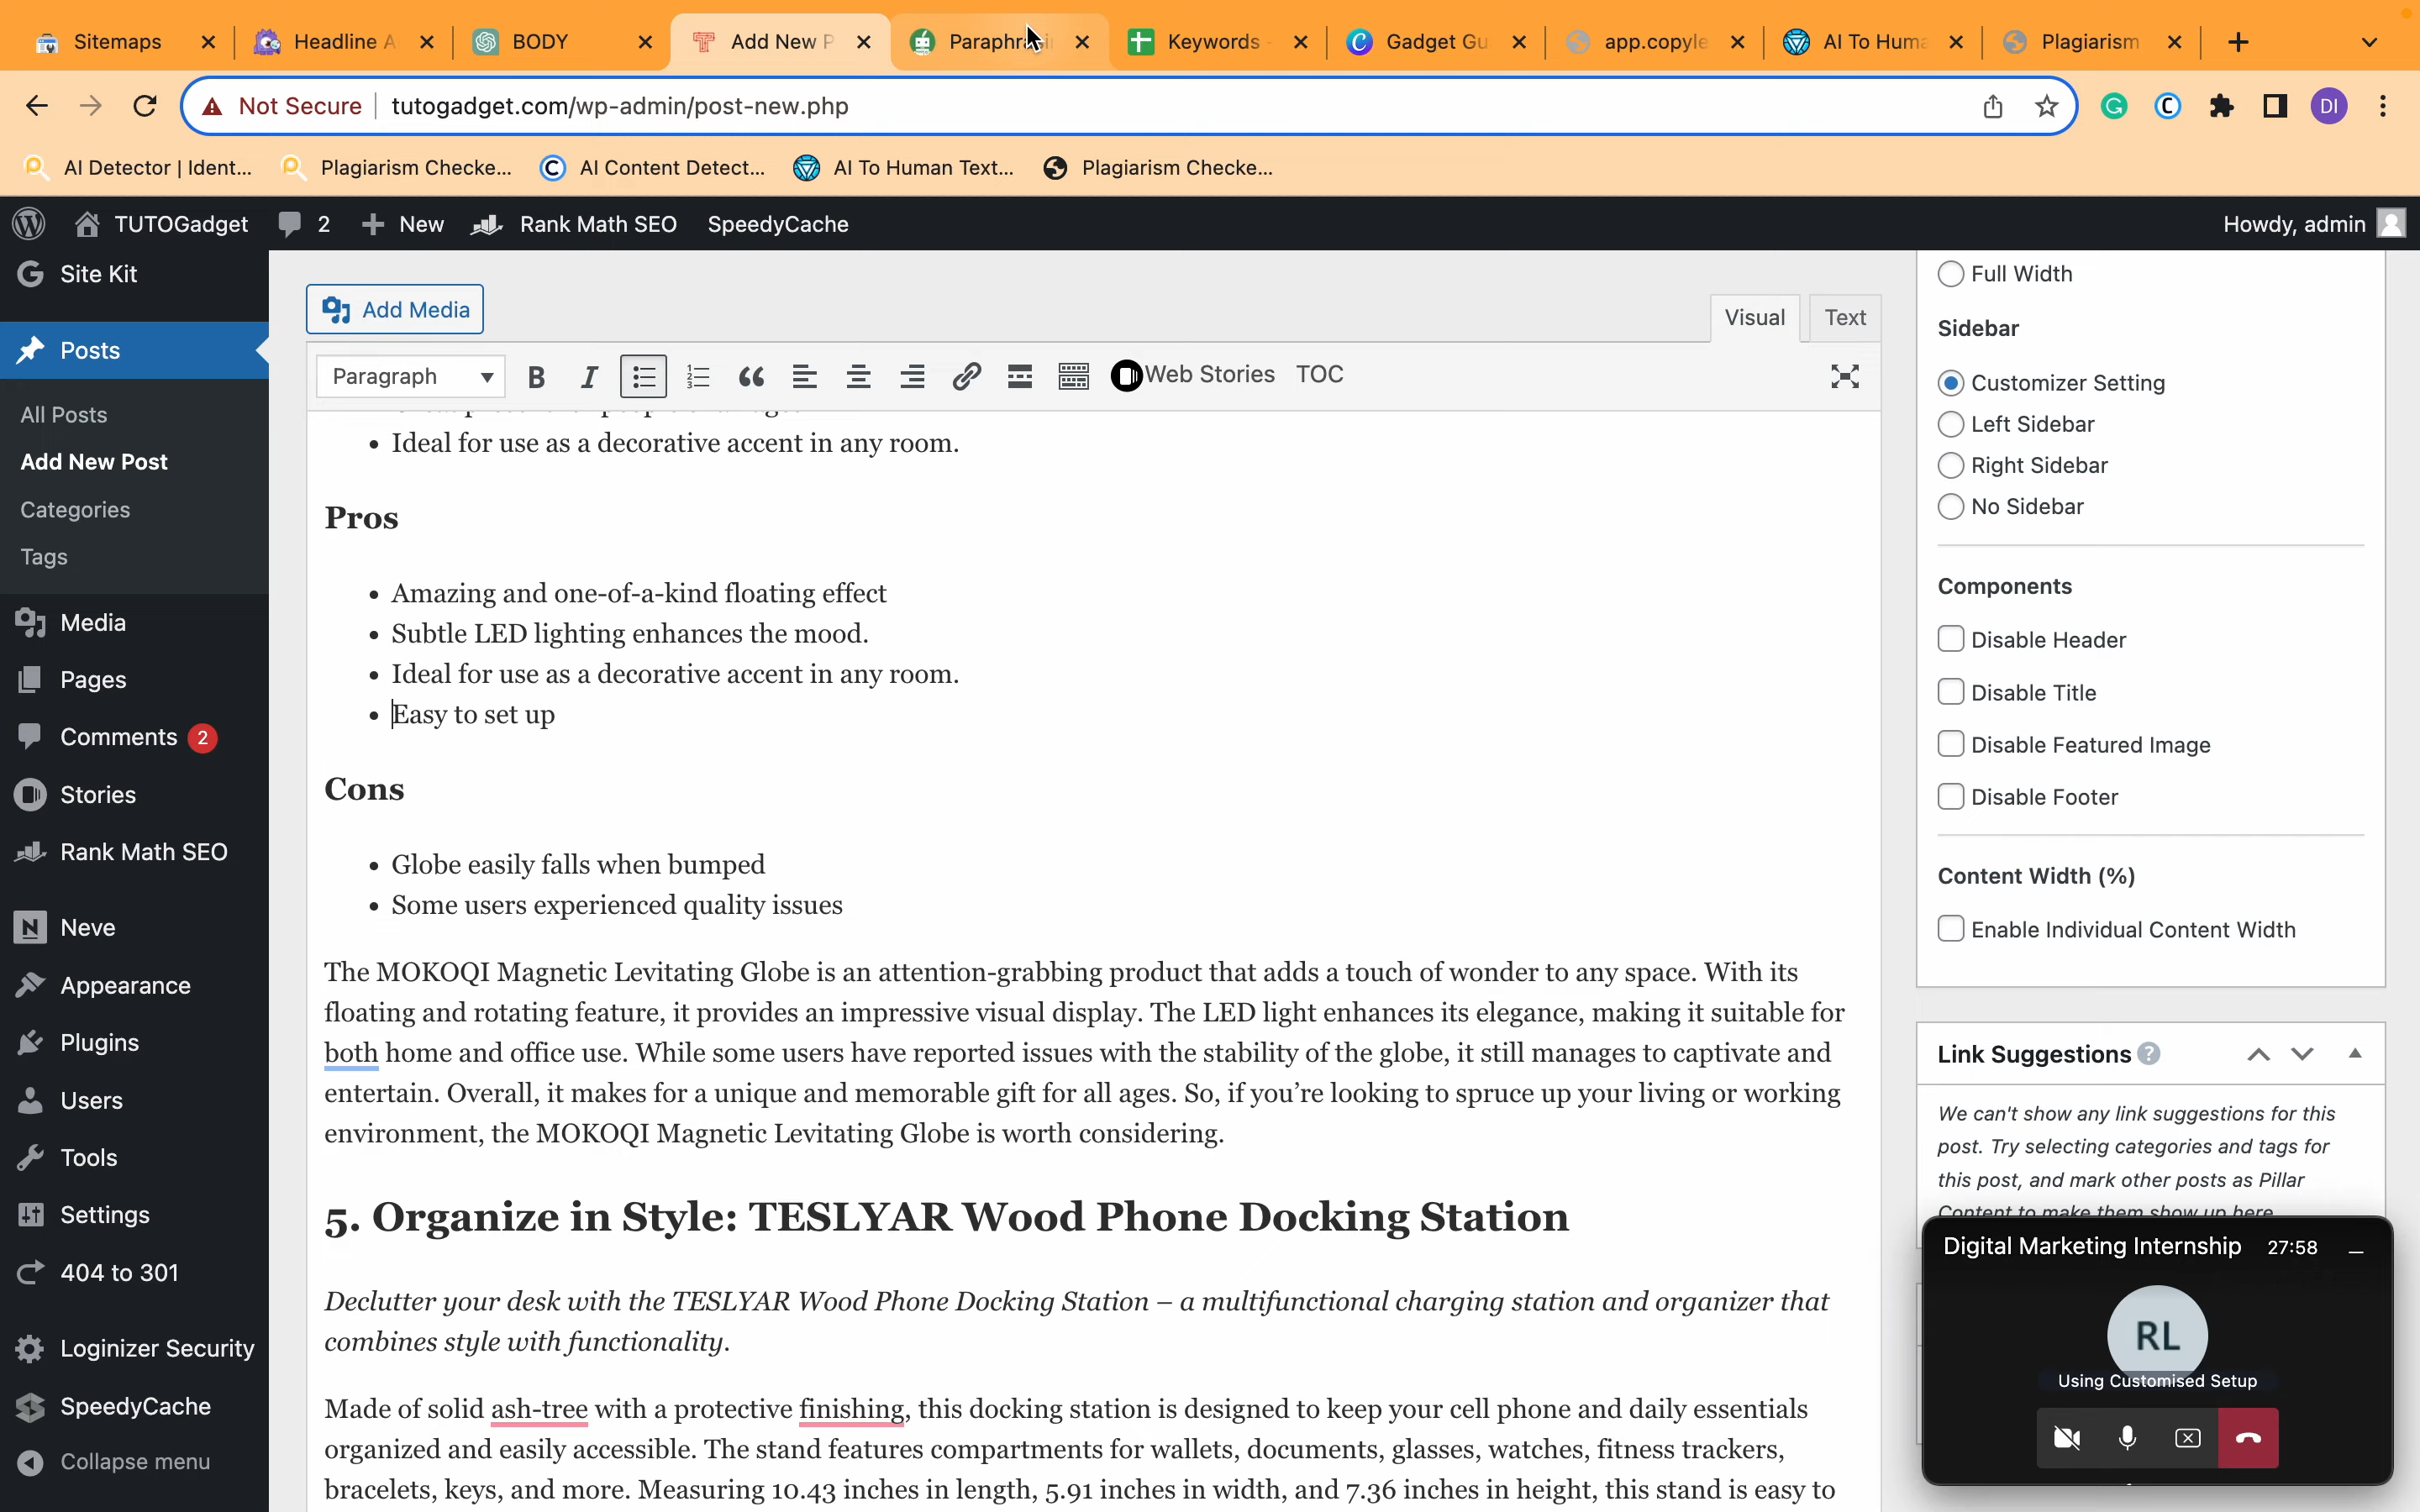 Sitemaps
Headline A
BODY
Add New P
Paraphrasin
Keywords -
Gadget Gu
app.copyle
AI To Huma
Plagiarism
Not Secure
tutogadget.com/wp-admin/post-new.php
DI
AI Detector | Ident...
Plagiarism Checke...
AI Content Detect...
AI To Human Text...
Plagiarism Checke...
TUTOGadget
2
New
Rank Math SEO
SpeedyCache
Howdy, admin
Site Kit
Posts
All Posts
Add New Post
Categories
Tags
Media
Pages
Comments 2
Stories
Rank Math SEO
Neve
Appearance
Plugins
Users
Tools
Settings
404 to 301
Loginizer Security
SpeedyCache
Collapse menu
Add Media
Visual
Text
Paragraph
Web Stories
TOC
• Ideal for use as a decorative accent in any room.
Pros
• Amazing and one-of-a-kind floating effect
• Subtle LED lighting enhances the mood.
• Ideal for use as a decorative accent in any room.
• Easy to set up
Cons
• Globe easily falls when bumped
• Some users experienced quality issues
The MOKOQI Magnetic Levitating Globe is an attention-grabbing product that adds a touch of wonder to any space. With its
floating and rotating feature, it provides an impressive visual display. The LED light enhances its elegance, making it suitable for
both home and office use. While some users have reported issues with the stability of the globe, it still manages to captivate and
entertain. Overall, it makes for a unique and memorable gift for all ages. So, if you're looking to spruce up your living or working
environment, the MOKOQI Magnetic Levitating Globe is worth considering.
5. Organize in Style: TESLYAR Wood Phone Docking Station
Declutter your desk with the TESLYAR Wood Phone Docking Station – a multifunctional charging station and organizer that
combines style with functionality.
Made of solid ash-tree with a protective finishing, this docking station is designed to keep your cell phone and daily essentials
organized and easily accessible. The stand features compartments for wallets, documents, glasses, watches, fitness trackers,
bracelets, keys, and more. Measuring 10.43 inches in length, 5.91 inches in width, and 7.36 inches in height, this stand is easy to
Full Width
Sidebar
Customizer Setting
Left Sidebar
Right Sidebar
No Sidebar
Components
Disable Header
Disable Title
Disable Featured Image
Disable Footer
Content Width (%)
Enable Individual Content Width
Link Suggestions
We can't show any link suggestions for this
post. Try selecting categories and tags for
this post, and mark other posts as Pillar
Content to make them show up here
Digital Marketing Internship 27:58
RL
Using Customised Setup